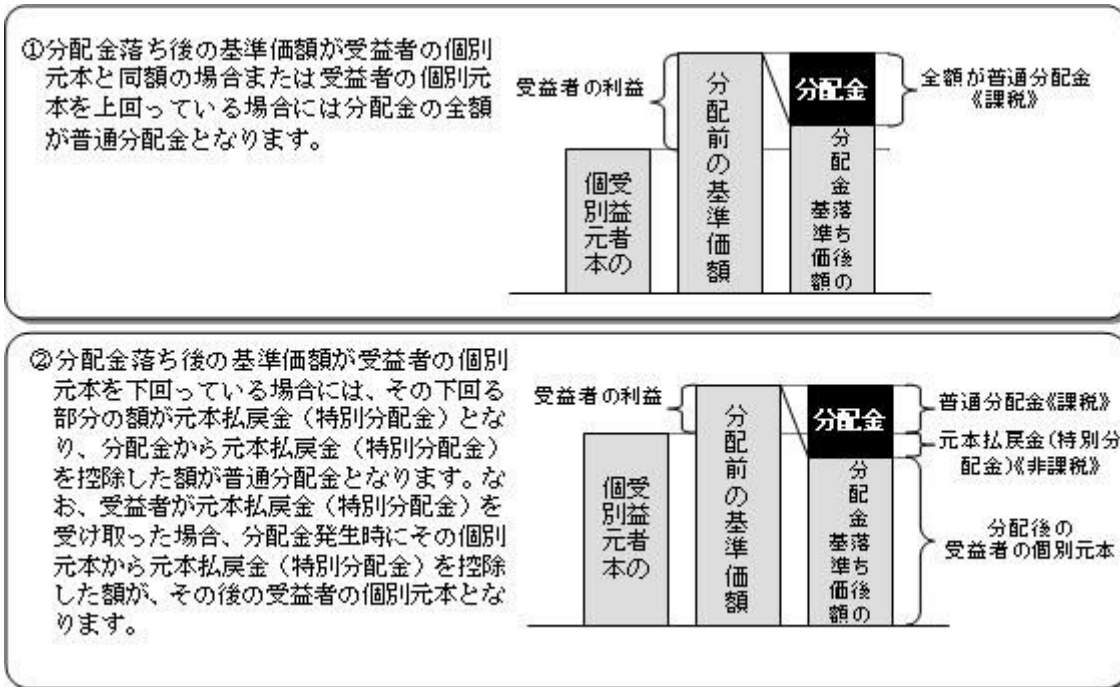 ①分配金落ち後の基準価額が受益者の個別
元本と同額の場合または受益者の個別元
本を上回っている場合には分配金の全額
が普通分配金となります。
受益者の利益
受益者の
個別元本
分配前の基準価額
分配金
分配金落ち後の
基準価額
全額が普通分配金
《課税》
②分配金落ち後の基準価額が受益者の個別
元本を下回っている場合には、その下回る
部分の額が元本払戻金（特別分配金）とな
り、分配金から元本払戻金（特別分配金）
を控除した額が普通分配金となります。な
お、受益者が元本払戻金（特別分配金）を
受け取った場合、分配金発生時にその個別
元本から元本払戻金（特別分配金）を控除
した額が、その後の受益者の個別元本とな
ります。
受益者の利益
受益者の
個別元本
分配前の基準価額
分配金
分配金落ち後の
基準価額
普通分配金《課税》
元本払戻金(特別分
配金)《非課税》
分配後の
受益者の個別元本